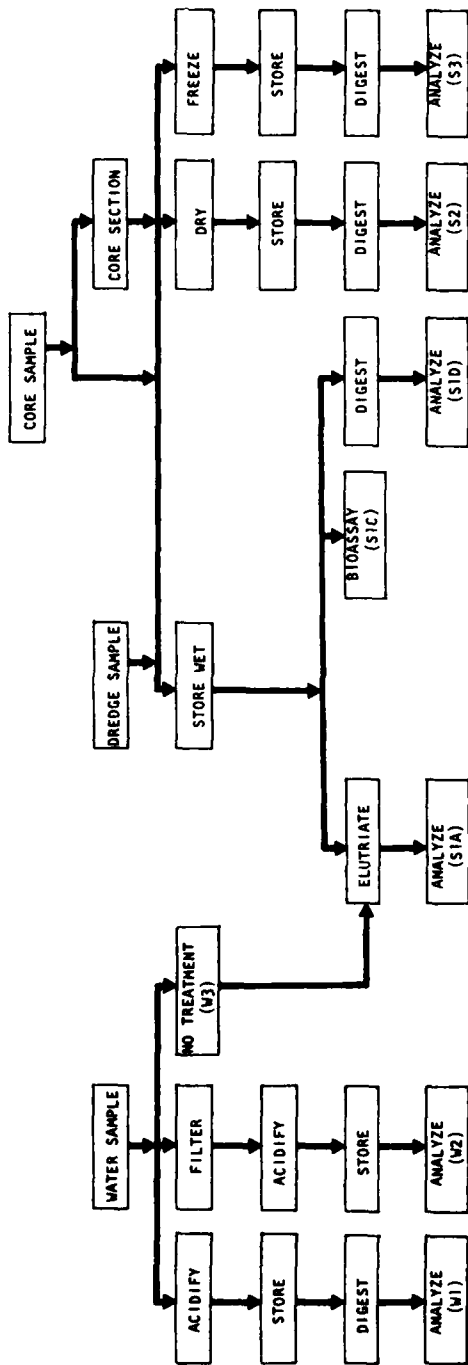 CORE SAMPLE
DREDGE SAMPLE
WATER SAMPLE
CORE SECTION
ACIDIFY
FILTER
NO TREATMENT
(W3)
STORE WET
DRY
FREEZE
STORE
ACIDIFY
STORE
STORE
DIGEST
STORE
ELUTRIATE
BIOASSAY
(S1C)
DIGEST
DIGEST
DIGEST
ANALYZE
(W1)
ANALYZE
(W2)
ANALYZE
(S1A)
ANALYZE
(S1D)
ANALYZE
(S2)
ANALYZE
(S3)